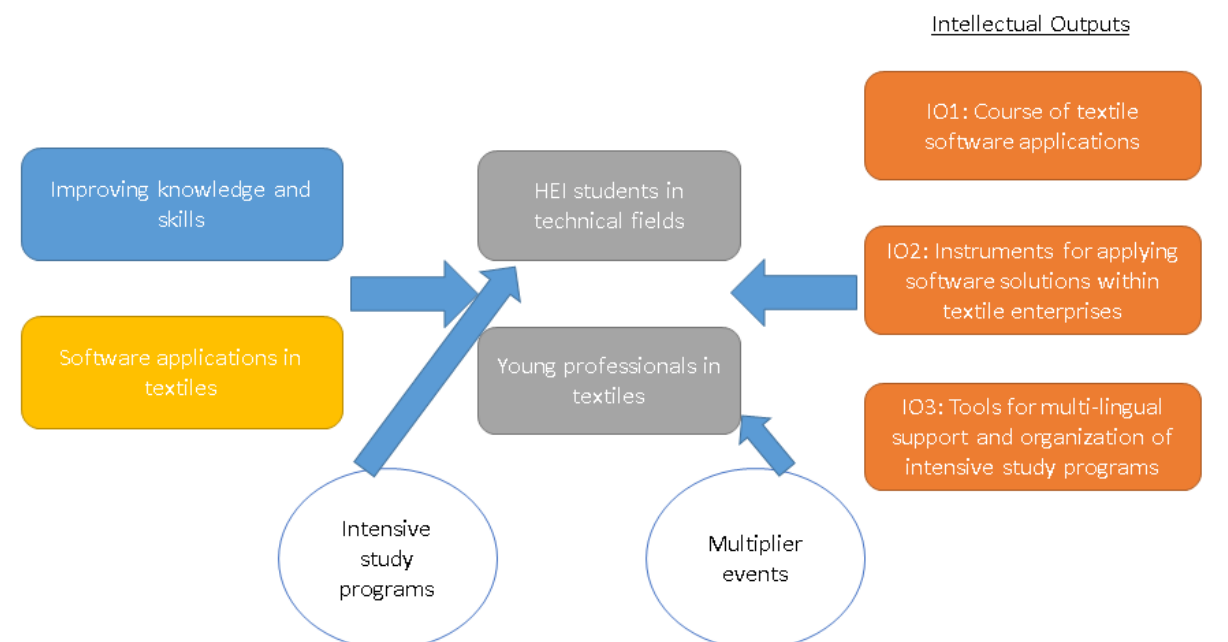 Intellectual Outputs
Improving knowledge and
skills
Software applications in
textiles
HEI students in
technical fields
Young professionals in
textiles
IO1: Course of textile
software applications
IO2: Instruments for applying
software solutions within
textile enterprises
IO3: Tools for multi-lingual
support and organization of
intensive study programs
Intensive
study
programs
Multiplier
events